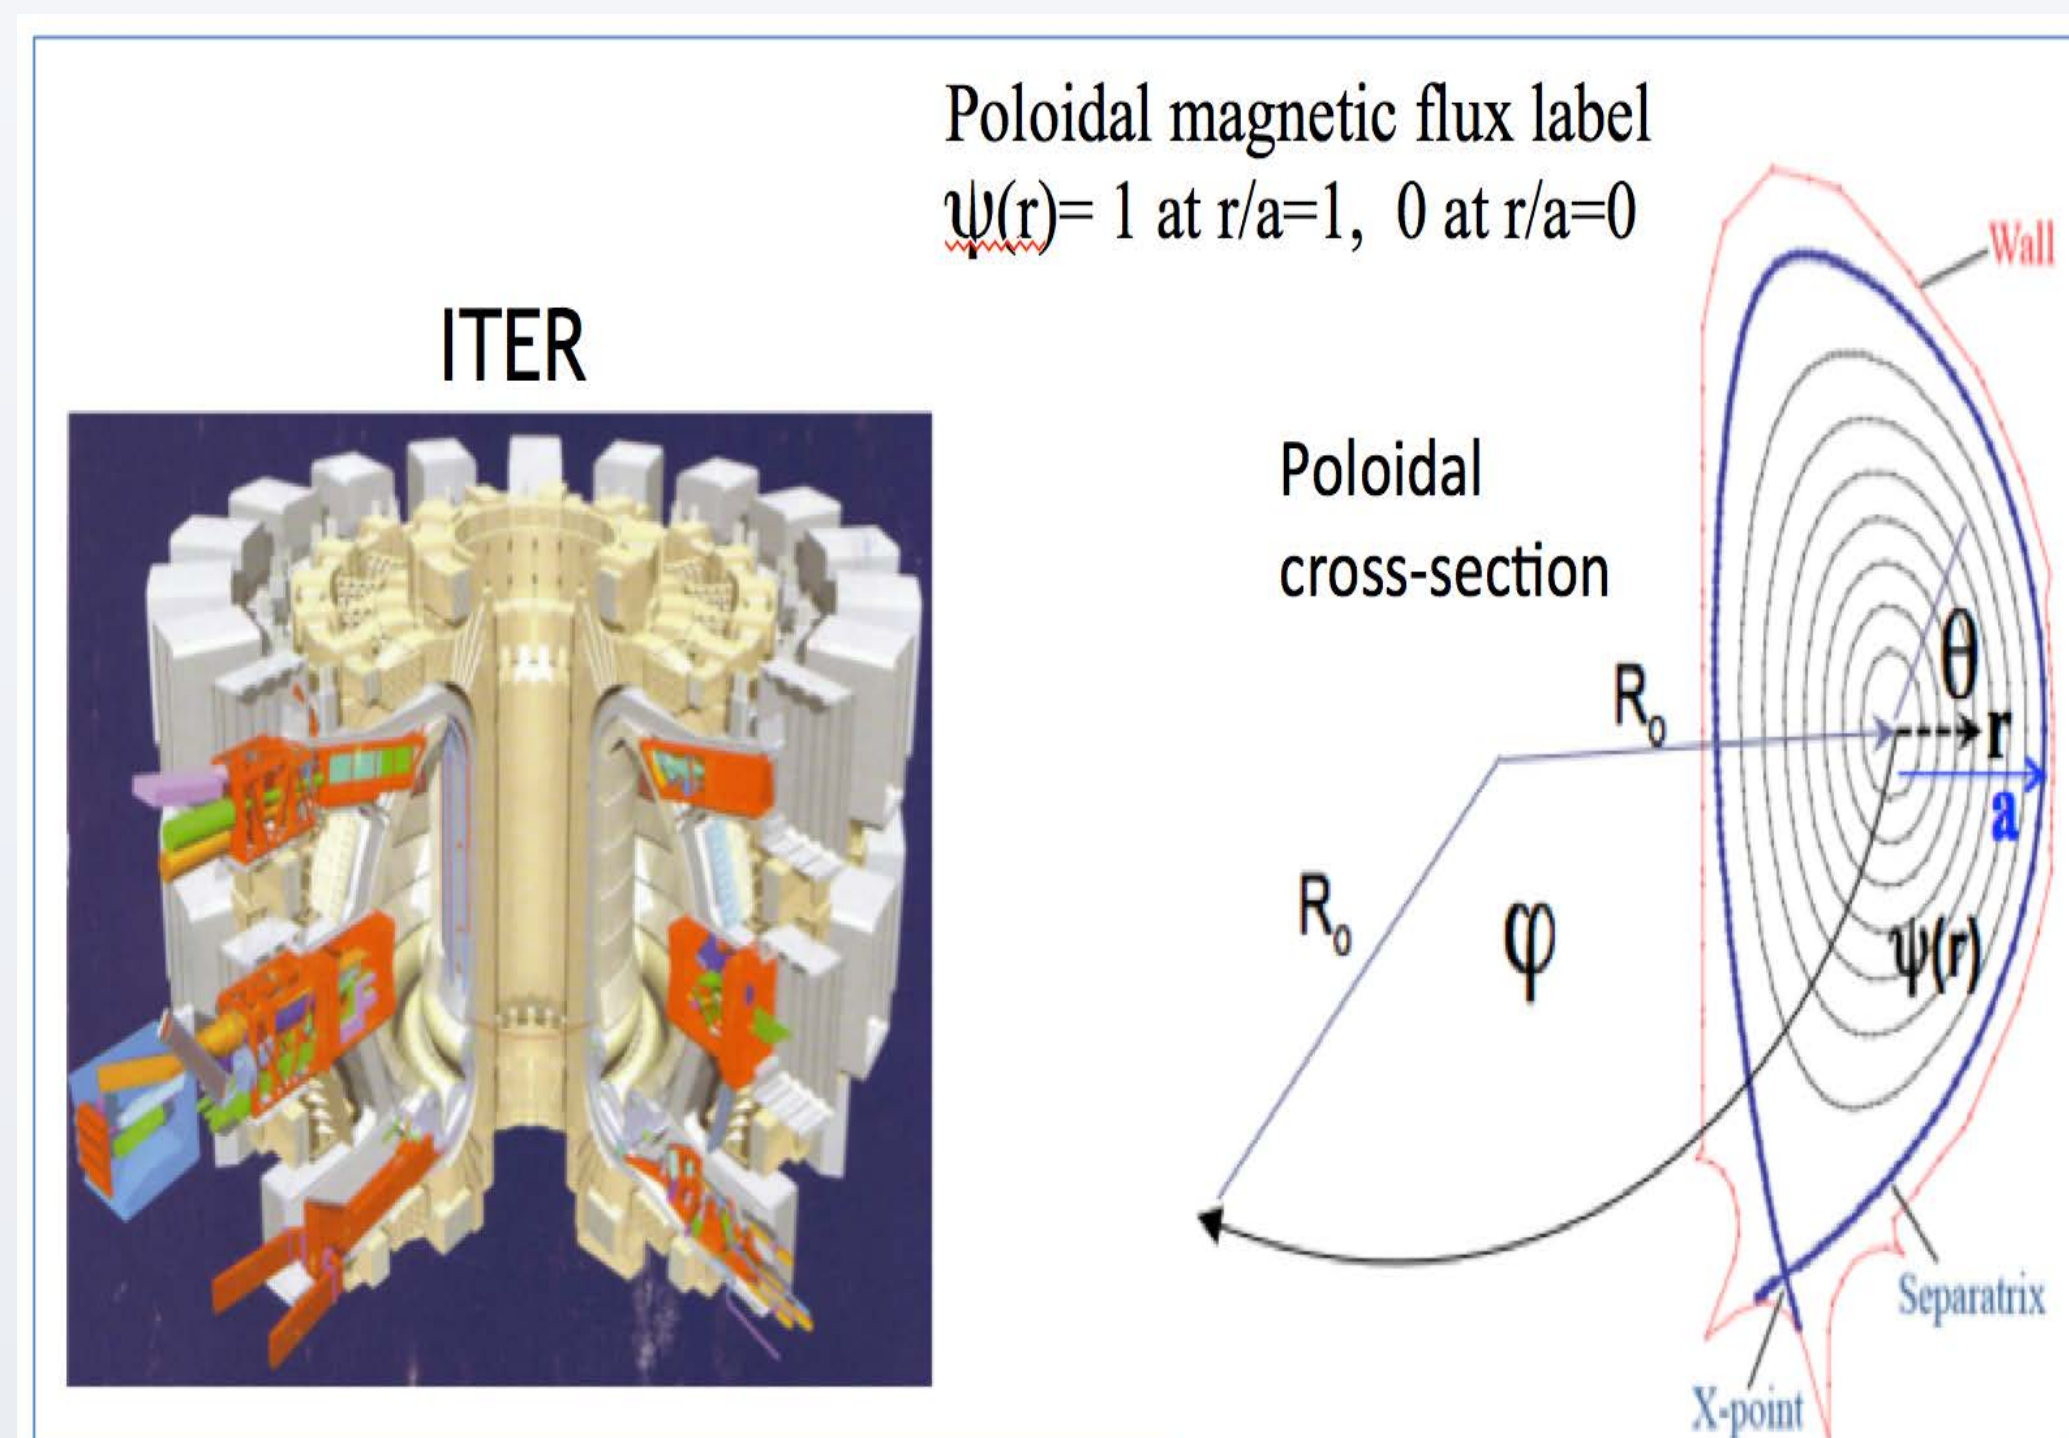 Poloidal magnetic flux label
ψ(r)= 1 at r/a=1, 0 at r/a=0
Wall
ITER
Poloidal
cross-section
θ
R₀
r
a
R₀
φ
ψ(r)
Separatrix
X-point